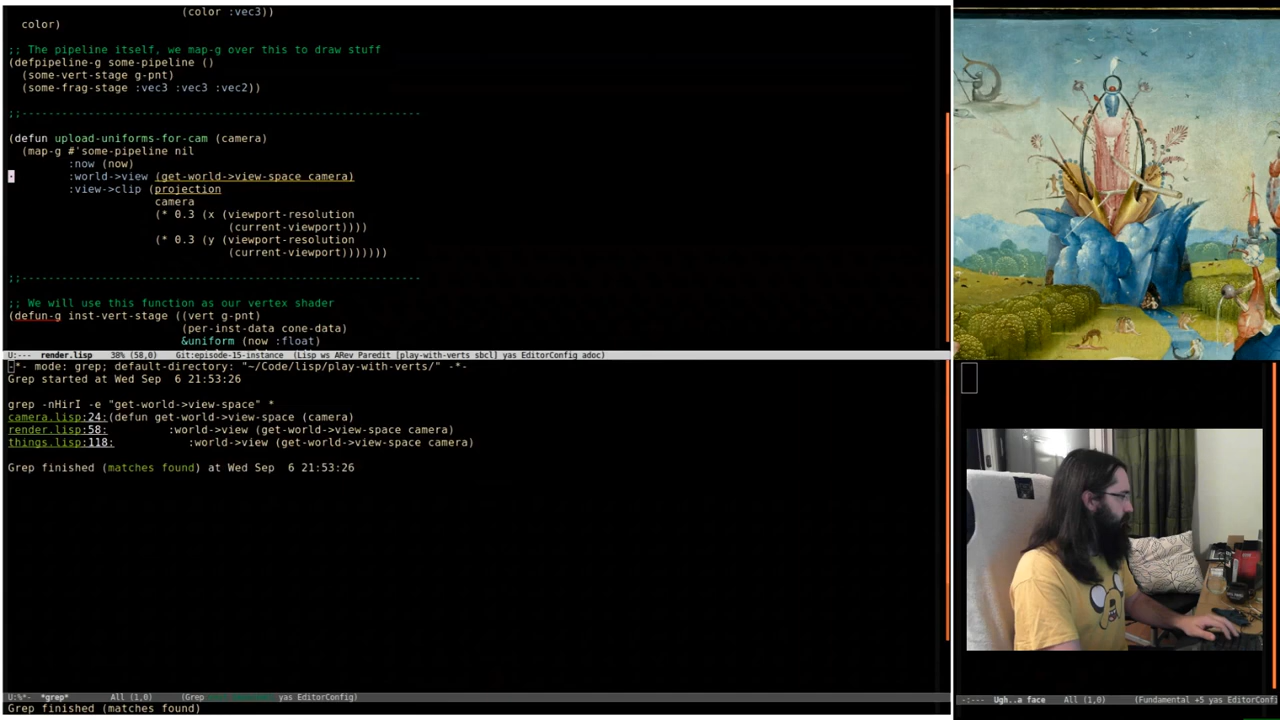 (color :vec3))
color)
;; The pipeline itself, we map-g over this to draw stuff
(defpipeline-g some-pipeline ()
(some-vert-stage g-pnt)
(some-frag-stage :vec3 :vec3 :vec2))
;;------------------------------------------------------------
(defun upload-uniforms-for-cam (camera)
(map-g #'some-pipeline nil
:now (now)
:world->view (get-world->view-space camera)
:view->clip (projection
camera
(* 0.3 (x (viewport-resolution
(current-viewport))))
(* 0.3 (y (viewport-resolution
(current-viewport)))))))
;;------------------------------------------------------------
;; We will use this function as our vertex shader
(defun-g inst-vert-stage ((vert g-pnt)
(per-inst-data cone-data)
&uniform (now :float)
U:--- render.lisp 38% (58,0) Git:episode-15-instance (Lisp ws ARev Paredit [play-with-verts sbcl] yas EditorConfig adoc)
-*- mode: grep; default-directory: "~/Code/lisp/play-with-verts/" -*-
Grep started at Wed Sep  6 21:53:26
grep -nHirI -e "get-world->view-space" *
camera.lisp:24:(defun get-world->view-space (camera)
render.lisp:58: :world->view (get-world->view-space camera)
things.lisp:118: :world->view (get-world->view-space camera)
Grep finished (matches found) at Wed Sep  6 21:53:26
U:%*- *grep* All (1,0) (Grep yas EditorConfig)
Grep finished (matches found)
-:--- Ugh..a face All (1,0) (Fundamental +5 yas EditorConf